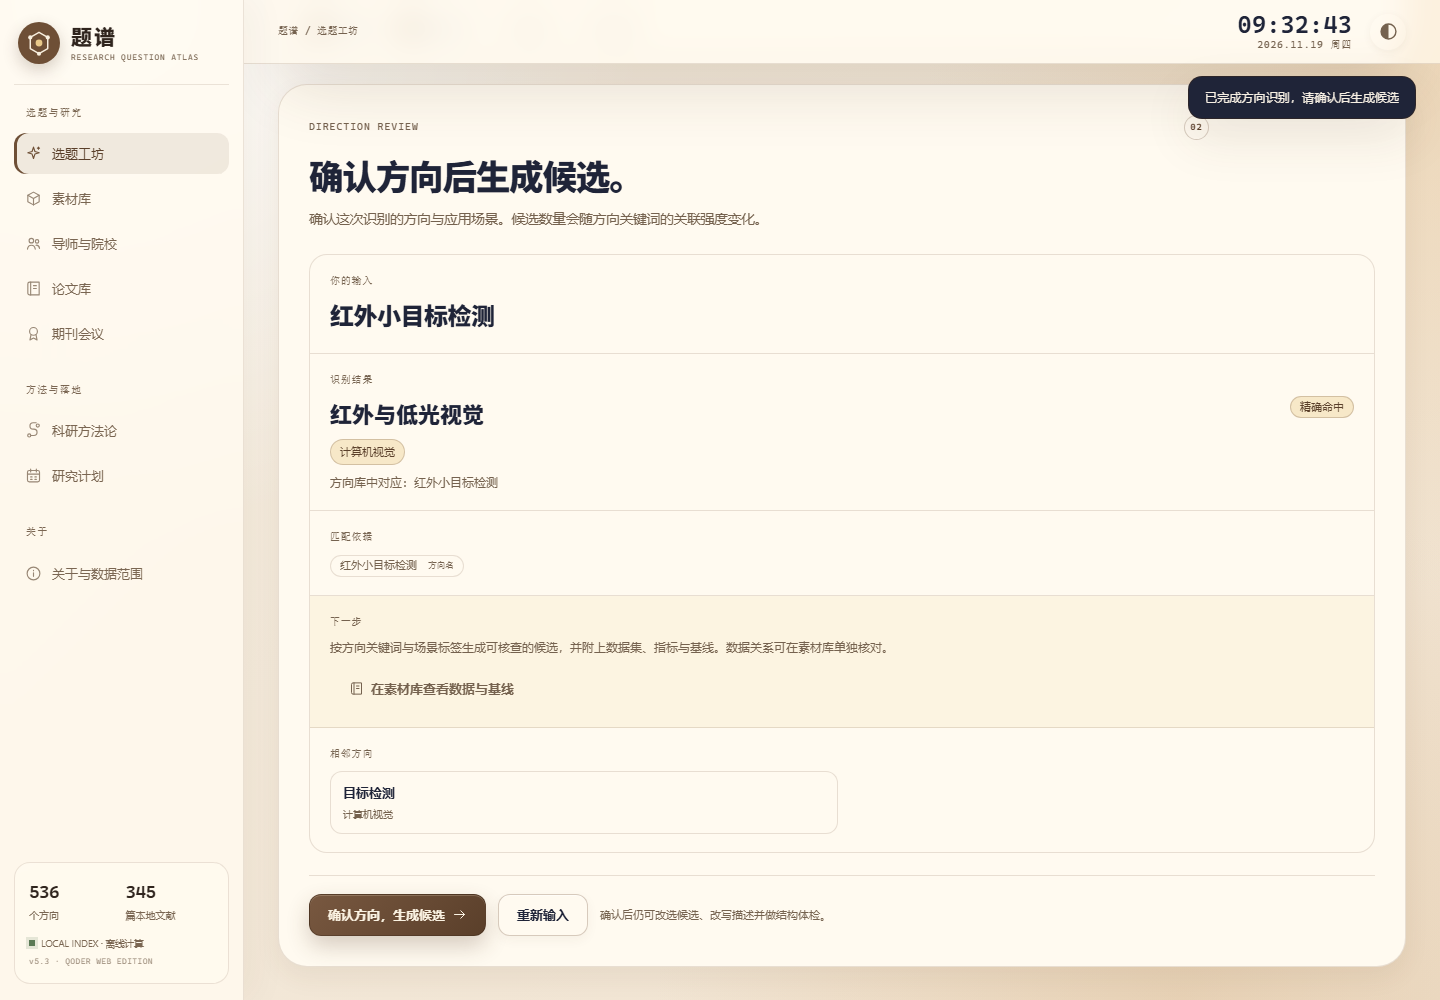 题谱
RESEARCH QUESTION ATLAS
选题与研究
选题工坊
素材库
导师与院校
论文库
期刊会议
方法与落地
科研方法论
研究计划
关于
关于与数据范围
536
个方向
345
篇本地文献
LOCAL INDEX · 离线计算
v5.3 · QODER WEB EDITION
题谱 / 选题工坊
09:32:43
2026.11.19 周四
已完成方向识别，请确认后生成候选
DIRECTION REVIEW
02
确认方向后生成候选。
确认这次识别的方向与应用场景。候选数量会随方向关键词的关联强度变化。
你的输入
红外小目标检测
识别结果
红外与低光视觉
精确命中
计算机视觉
方向库中对应：红外小目标检测
匹配依据
红外小目标检测 方向名
下一步
按方向关键词与场景标签生成可核查的候选，并附上数据集、指标与基线。数据关系可在素材库单独核对。
在素材库查看数据与基线
相邻方向
目标检测
计算机视觉
确认方向，生成候选 →
重新输入
确认后仍可改选候选、改写描述并做结构体检。